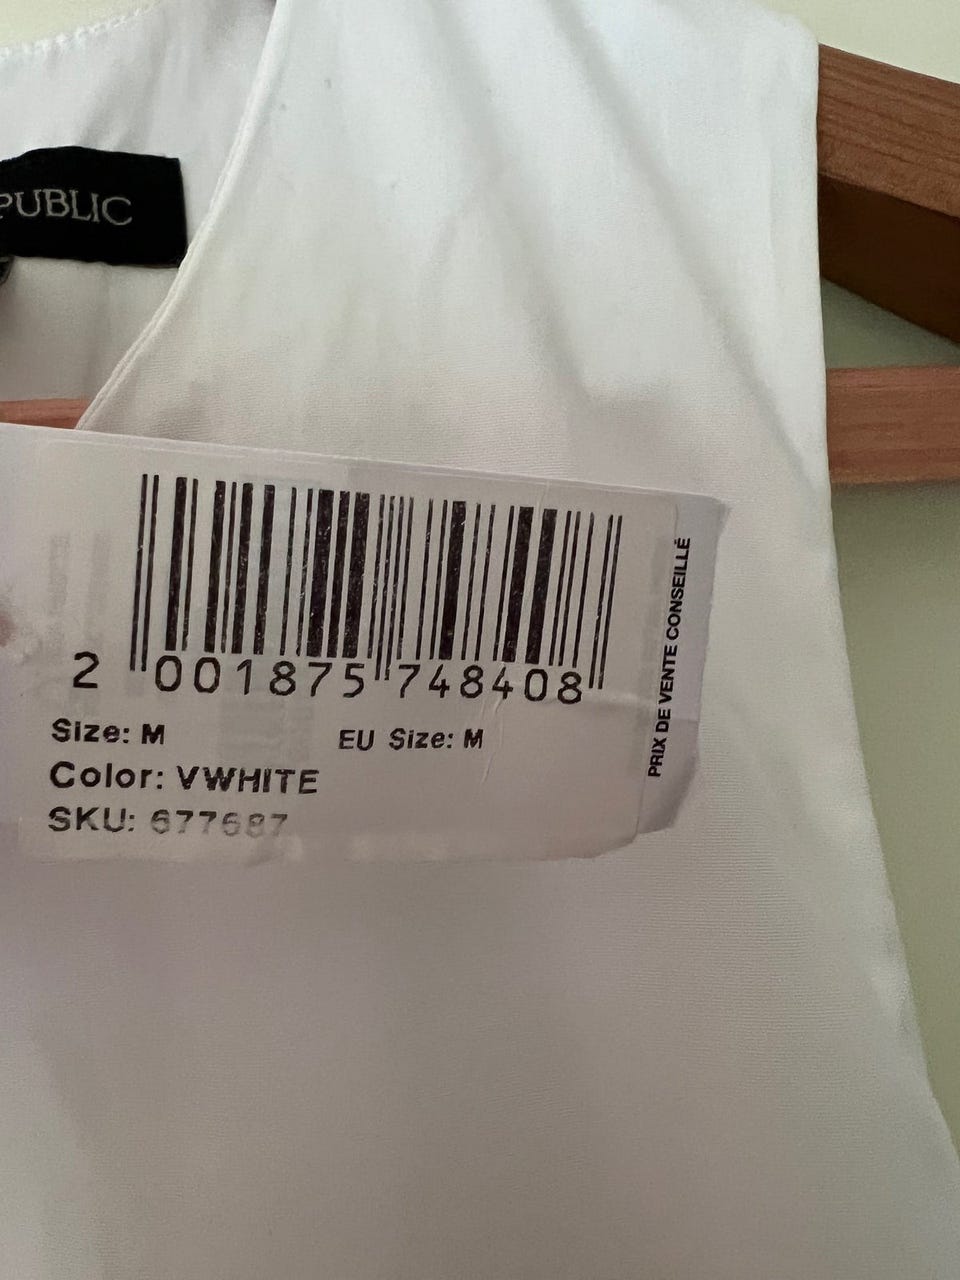 PUBLIC
2 001875 748408
Size: M EU Size: M
Color: VWHITE
SKU: 677687
PRIX DE VENTE CONSEILLÉ